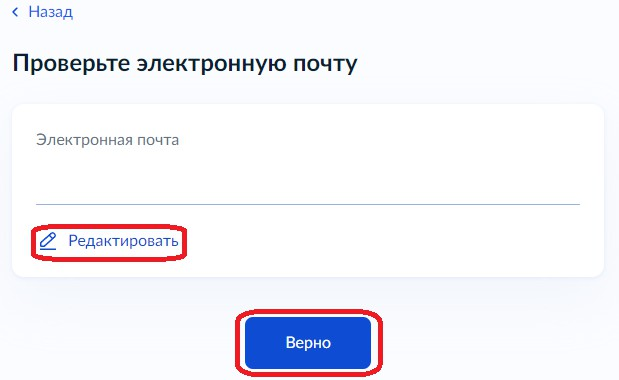 Назад
Проверьте электронную почту
Электронная почта
Редактировать
Верно